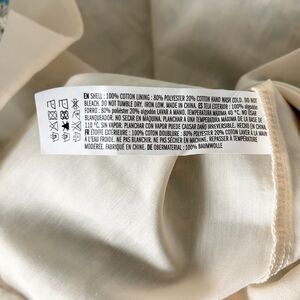 EN SHELL : 100% COTTON LINING : 80% POLYESTER 20% COTTON HAND WASH COLD. DO NOT
BLEACH. DO NOT TUMBLE DRY. IRON LOW. MADE IN CHINA. ES TELA EXTERIOR : 100% algodón
FORRO : 80% poliéster 20% algodón LAVAR A MANO. TEMPERATURA MÁXIMA 40 °C. NO USAR
BLANQUEADOR. NO SECAR EN MÁQUINA. PLANCHAR A UNA TEMPERATURA MÁXIMA DE LA BASE DE
110 °C, SIN VAPOR. PLANCHAR CON VAPOR PUEDE CAUSAR DAÑO IRREVERSIBLE. HECHO EN CHINA.
FR ÉTOFFE EXTÉRIEURE : 100% COTON DOUBLURE : 80% POLYESTER 20% COTON LAVER À LA MAIN
À FROID. NE PAS BLANCHIR. NE PAS SÉCHER EN MACHINE. REPASSER À TEMPÉRATURE
MODÉRÉE. FABRIQUÉ EN CHINE. DE OBERMATERIAL : 100% BAUMWOLLE